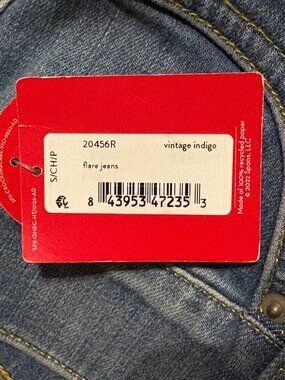 20456R
vintage indigo
S/CH/P
flare jeans
8 43953 47235 3
Made of 100% recycled paper
© 2022 Spanx, LLC